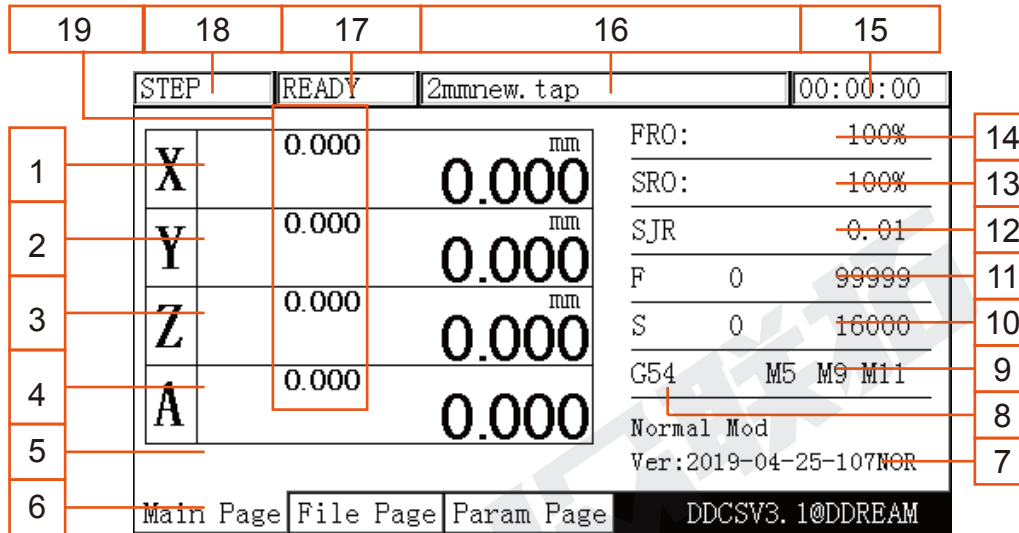 19 18 17 16 15
STEP READY 2mmnew.tap 00:00:00
1 X 0.000 mm 0.000
2 Y 0.000 mm 0.000
3 Z 0.000 mm 0.000
4 A 0.000 0.000
5
6
FRO: 100% 14
SRO: 100% 13
SJR 0.01 12
F 0 99999 11
S 0 16000 10
G54 M5 M9 M11 9
8
Normal Mod
Ver:2019-04-25-107NOR 7
Main Page File Page Param Page DDCSV3.1@DDREAM